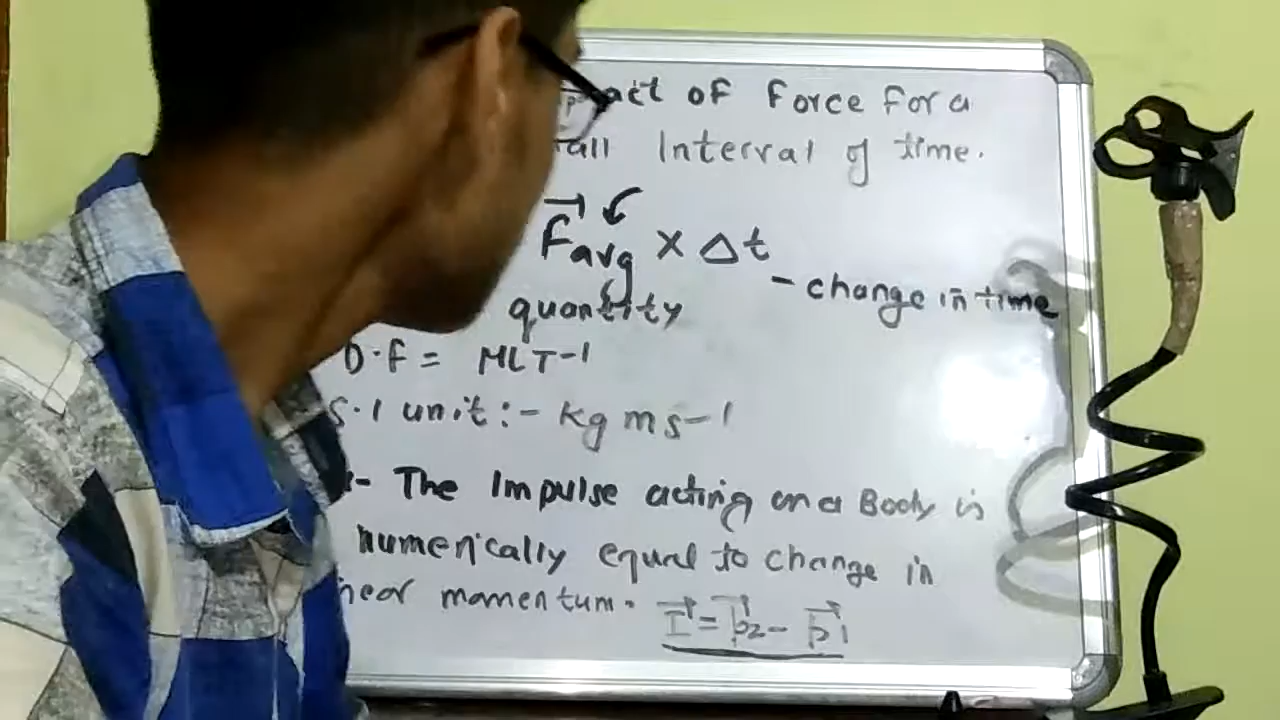 act of force for a
all Interval of time.
Favg × Δt
- change in time
quantity
D.F = MLT-1
S.I unit :- kg ms-1
:- The Impulse acting on a Body is
numerically equal to change in
near momentum. I = p2 - p1